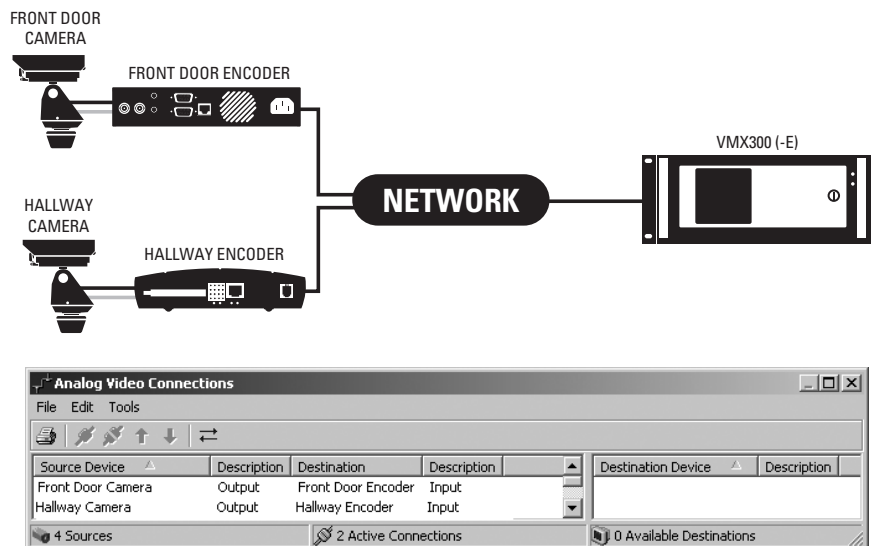 FRONT DOOR
CAMERA
FRONT DOOR ENCODER
VMX300 (-E)
NETWORK
HALLWAY
CAMERA
HALLWAY ENCODER
Analog Video Connections
File Edit Tools
Source Device Description Destination Description Destination Device Description
Front Door Camera Output Front Door Encoder Input
Hallway Camera Output Hallway Encoder Input
4 Sources 2 Active Connections 0 Available Destinations